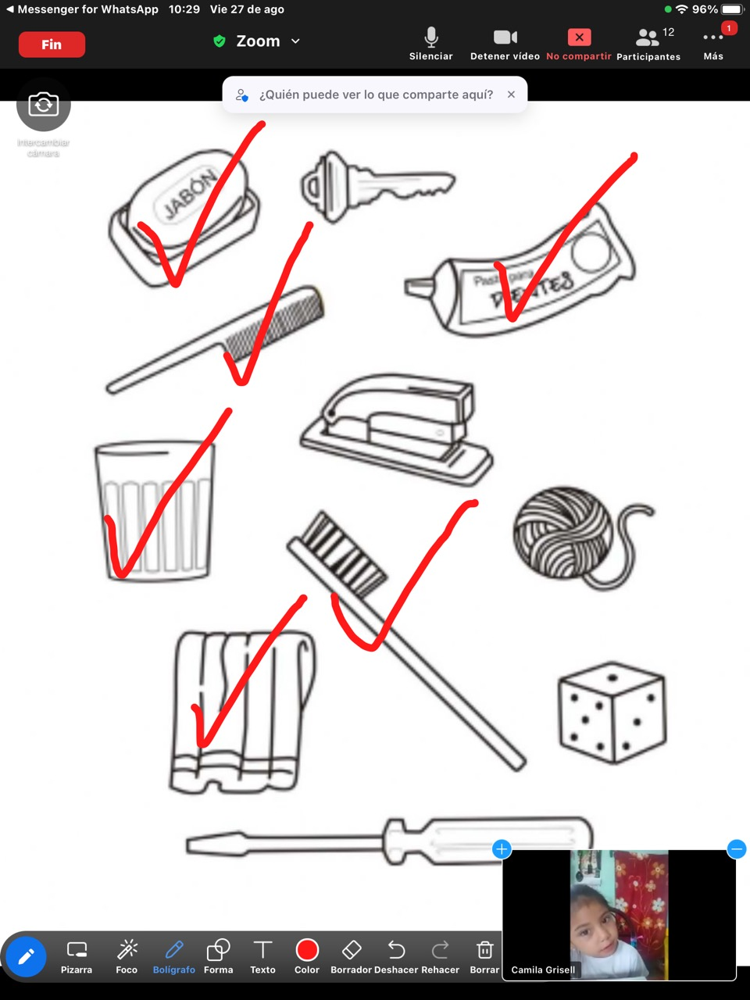 Messenger for WhatsApp 10:29 Vie 27 de ago 96%
Fin
Zoom
Silenciar
Detener vídeo
No compartir
Participantes 12
Más 1
¿Quién puede ver lo que comparte aquí?
Intercambiar
cámara
JABÓN
Pasta para
DIENTES
Pizarra
Foco
Bolígrafo
Forma
Texto
Color
Borrador
Deshacer
Rehacer
Borrar
Camila Grisell